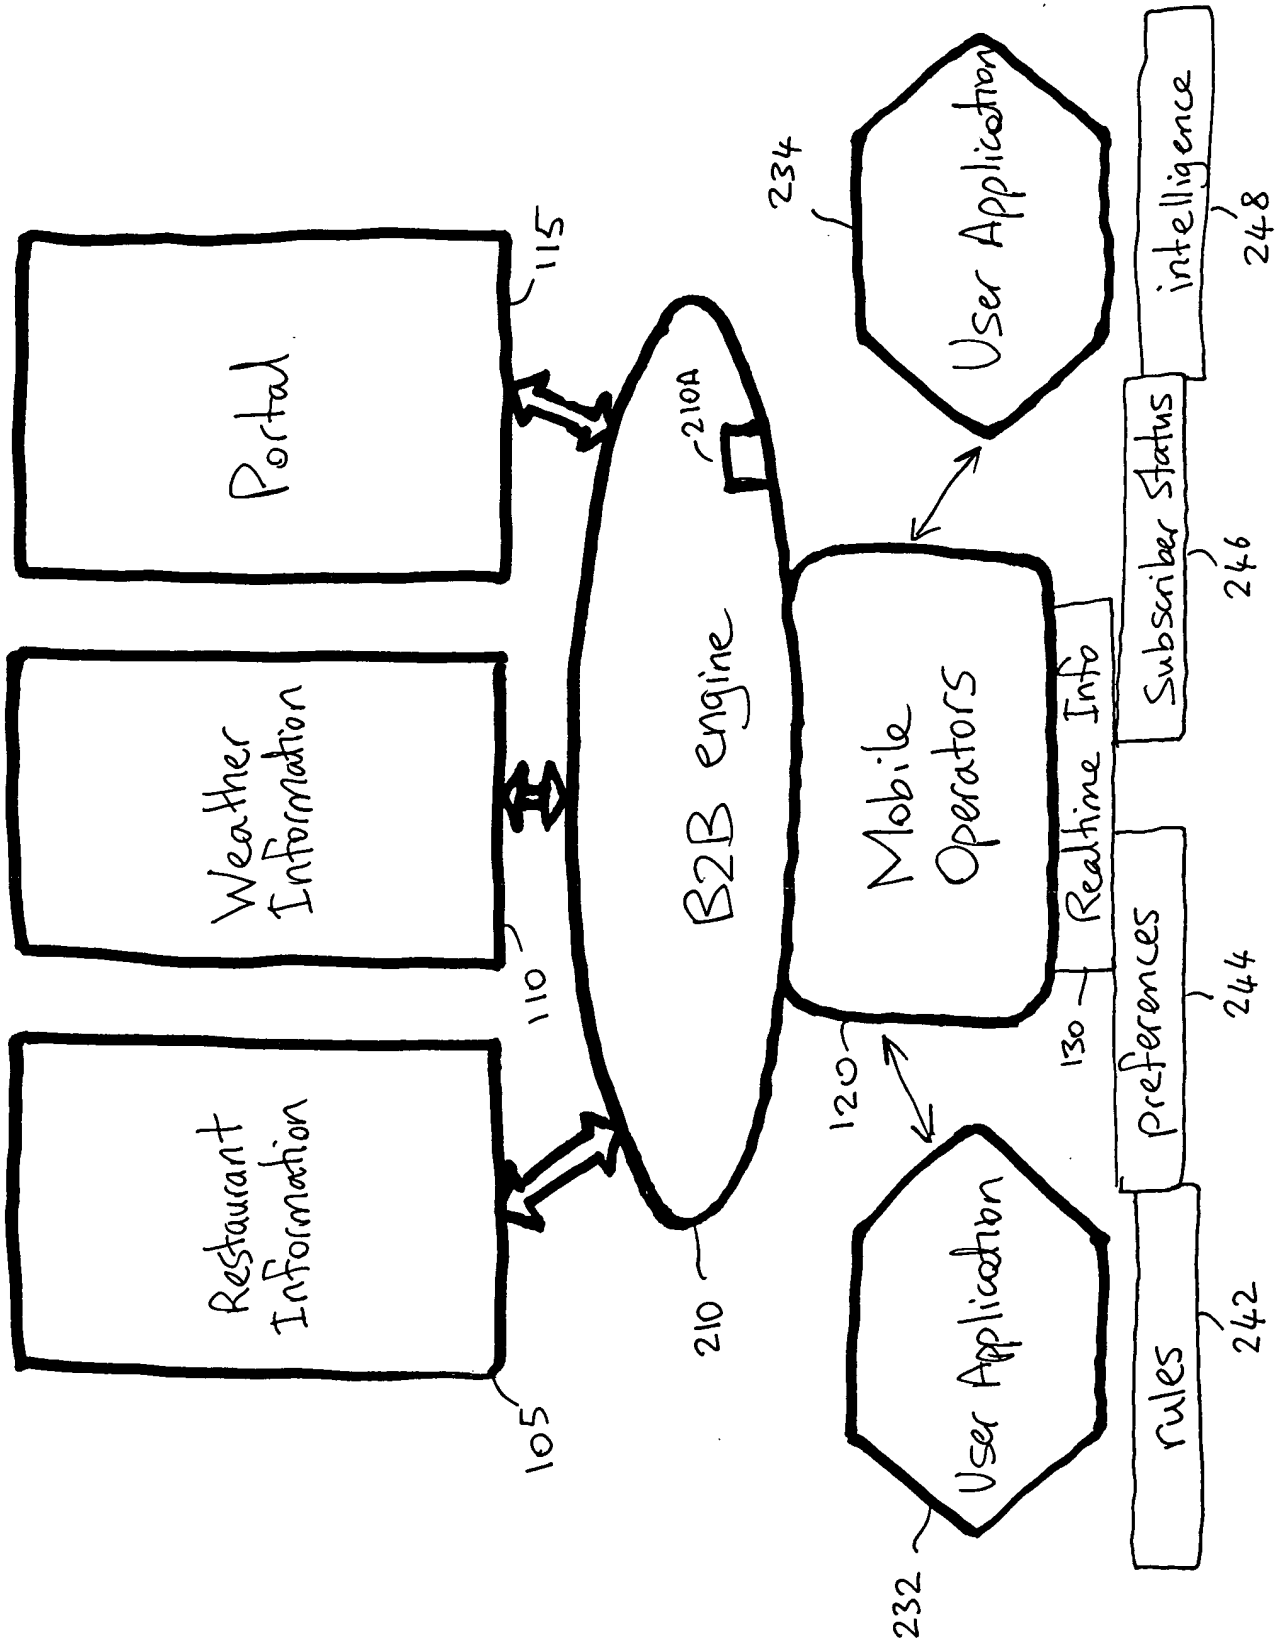 Restaurant
Information
105
Weather
Information
110
Portal
115
B2B engine
210
210A
Mobile
Operators
120
Realtime Info
130
User Application
232
User Application
234
rules
242
preferences
244
Subscriber Status
246
intelligence
248